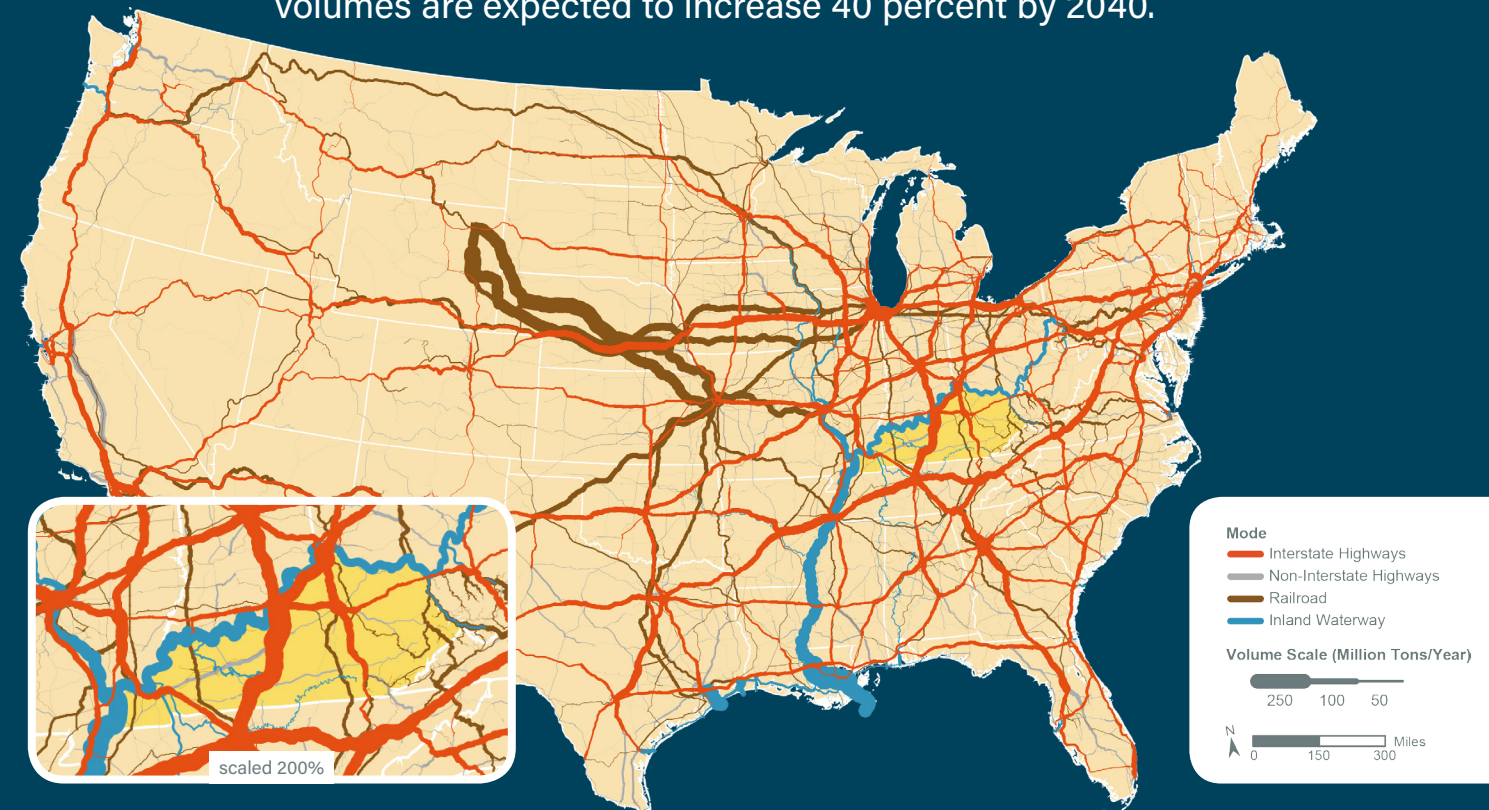 volumes are expected to increase 40 percent by 2040.
scaled 200%
Mode
Interstate Highways
Non-Interstate Highways
Railroad
Inland Waterway
Volume Scale (Million Tons/Year)
250 100 50
N
Miles
0 150 300